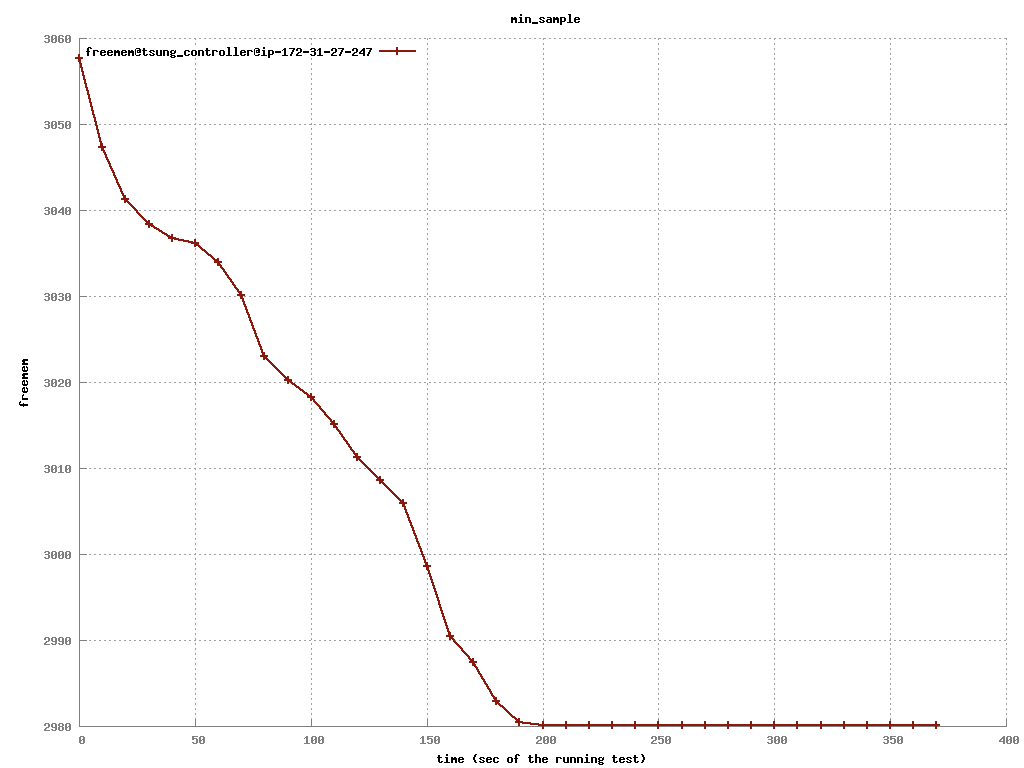 min_sample
freemem@tsung_controller@ip-172-31-27-247
3060
3050
3040
3030
3020
3010
3000
2990
2980
freemem
0 50 100 150 200 250 300 350 400
time (sec of the running test)